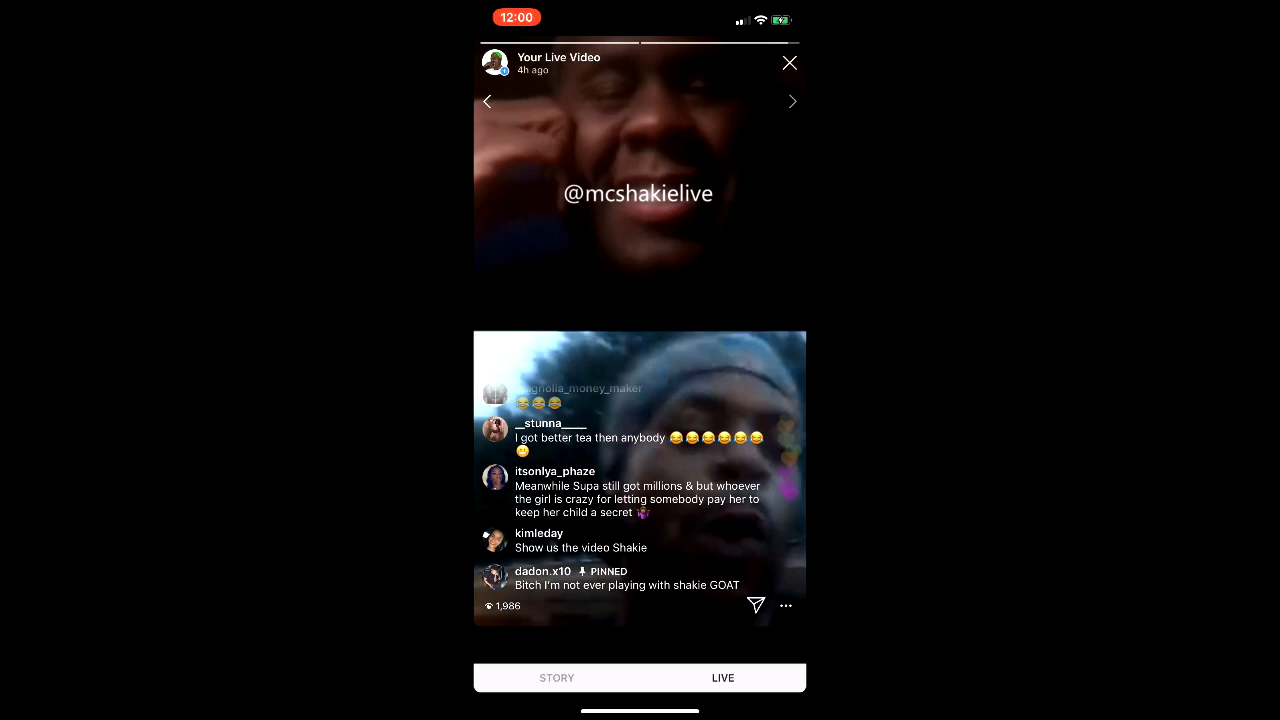 12:00
Your Live Video
4h ago
@mcshakielive
agnolia_money_maker
😂😂😂
__stunna____
I got better tea then anybody 😂😂😂😂😂😂
😁
itsonlya_phaze
Meanwhile Supa still got millions & but whoever
the girl is crazy for letting somebody pay her to
keep her child a secret 🤷🏾‍♀️
kimleday
Show us the video Shakie
dadon.x10 PINNED
Bitch I'm not ever playing with shakie GOAT
1,986
STORY LIVE